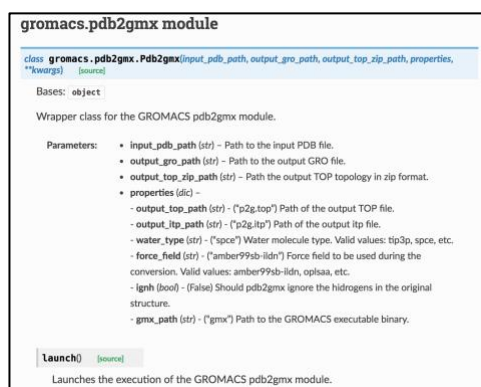 gromacs.pdb2gmx module
class gromacs.pdb2gmx.Pdb2gmx(input_pdb_path, output_gro_path, output_top_zip_path, properties,
**kwargs) [source]
Bases: object
Wrapper class for the GROMACS pdb2gmx module.
Parameters: • input_pdb_path (str) – Path to the input PDB file.
• output_gro_path (str) – Path to the output GRO file.
• output_top_zip_path (str) – Path the output TOP topology in zip format.
• properties (dic) –
- output_top_path (str) - ("p2g.top") Path of the output TOP file.
- output_itp_path (str) - ("p2g.itp") Path of the output itp file.
- water_type (str) - ("spce") Water molecule type. Valid values: tip3p, spce, etc.
- force_field (str) - ("amber99sb-ildn") Force field to be used during the
conversion. Valid values: amber99sb-ildn, oplsaa, etc.
- ignh (bool) - (False) Should pdb2gmx ignore the hidrogens in the original
structure.
- gmx_path (str) - ("gmx") Path to the GROMACS executable binary.
launch() [source]
Launches the execution of the GROMACS pdb2gmx module.